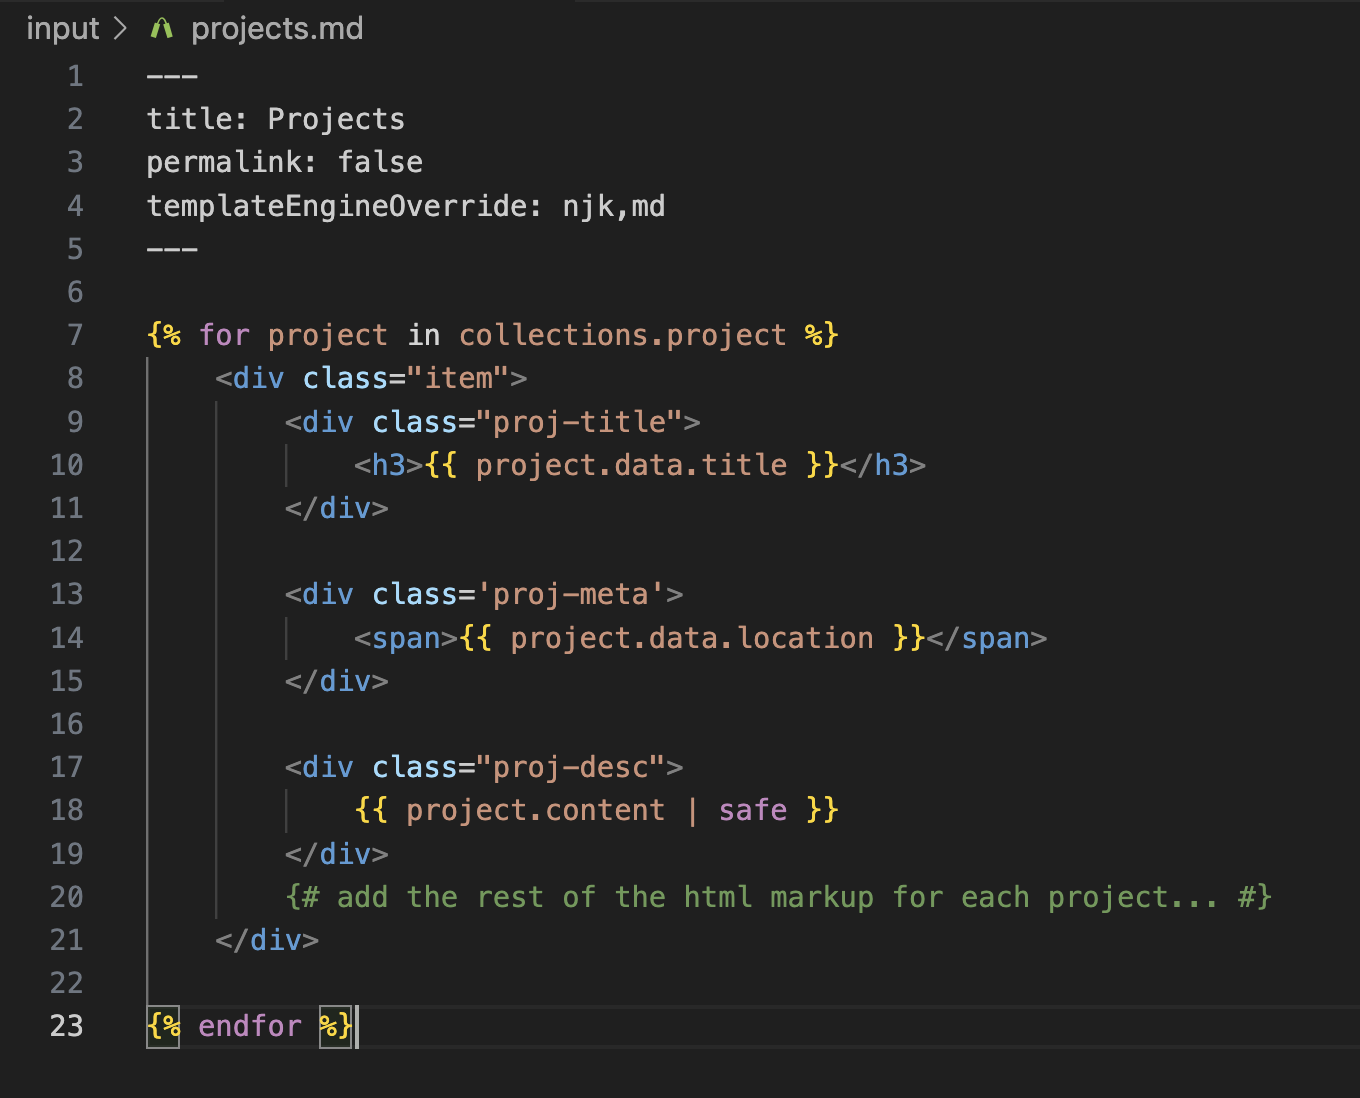 input > projects.md
1 ---
2 title: Projects
3 permalink: false
4 templateEngineOverride: njk,md
5 ---
6
7 {% for project in collections.project %}
8     <div class="item">
9         <div class="proj-title">
10             <h3>{{ project.data.title }}</h3>
11         </div>
12
13         <div class='proj-meta'>
14             <span>{{ project.data.location }}</span>
15         </div>
16
17         <div class="proj-desc">
18             {{ project.content | safe }}
19         </div>
20         {# add the rest of the html markup for each project... #}
21     </div>
22
23 {% endfor %}